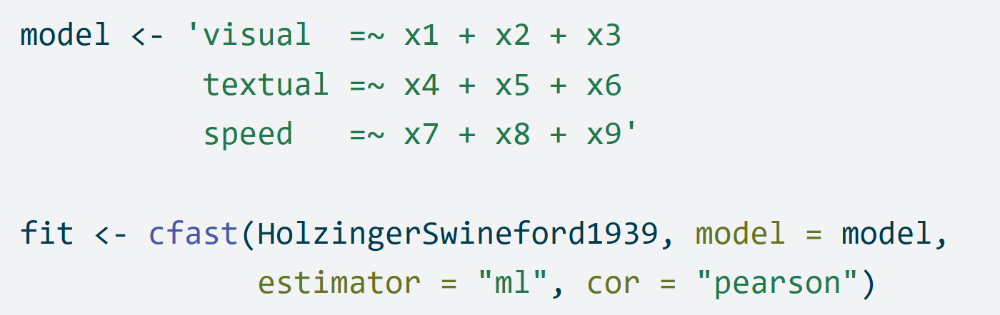 model <- 'visual  =~ x1 + x2 + x3
          textual =~ x4 + x5 + x6
          speed   =~ x7 + x8 + x9'

fit <- cfast(HolzingerSwineford1939, model = model,
             estimator = "ml", cor = "pearson")